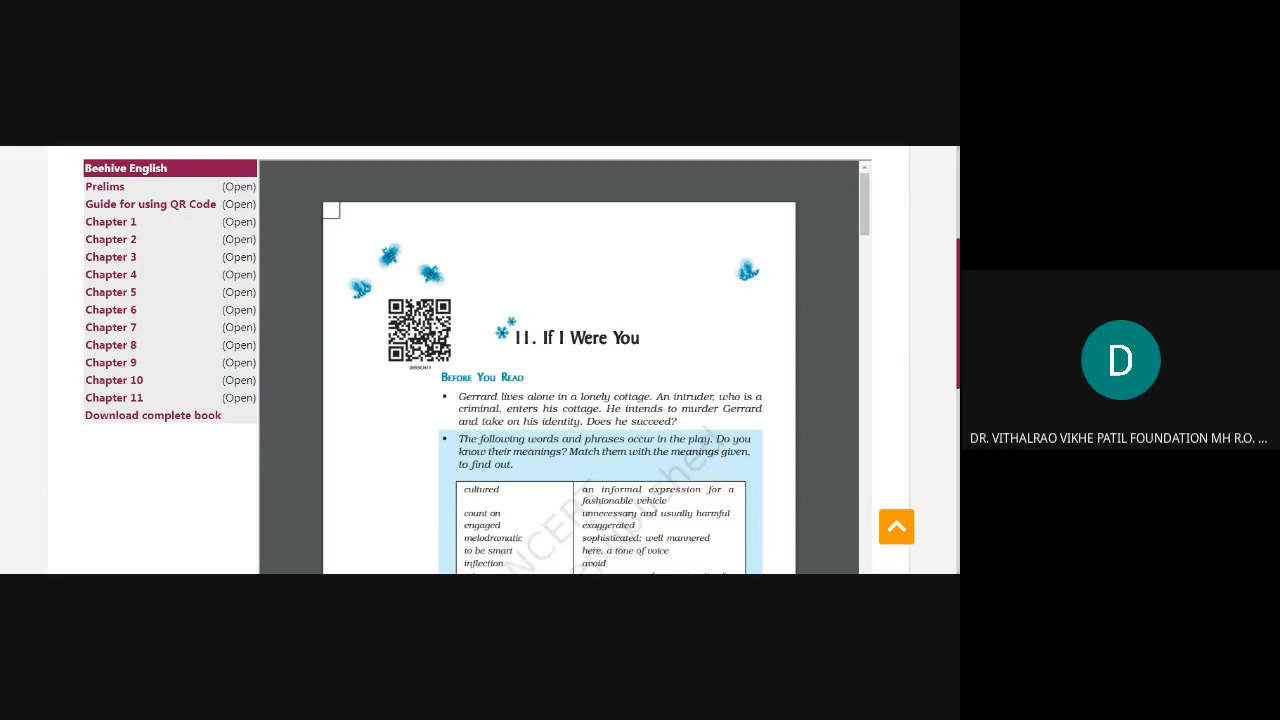 Beehive English
Prelims (Open)
Guide for using QR Code (Open)
Chapter 1 (Open)
Chapter 2 (Open)
Chapter 3 (Open)
Chapter 4 (Open)
Chapter 5 (Open)
Chapter 6 (Open)
Chapter 7 (Open)
Chapter 8 (Open)
Chapter 9 (Open)
Chapter 10 (Open)
Chapter 11 (Open)
Download complete book
0959CH11
11. If I Were You
BEFORE YOU READ
• Gerrard lives alone in a lonely cottage. An intruder, who is a
criminal, enters his cottage. He intends to murder Gerrard
and take on his identity. Does he succeed?
• The following words and phrases occur in the play. Do you
know their meanings? Match them with the meanings given,
to find out.
cultured an informal expression for a
fashionable vehicle
count on unnecessary and usually harmful
engaged exaggerated
melodramatic sophisticated; well mannered
to be smart here, a tone of voice
inflection avoid
D
DR. VITHALRAO VIKHE PATIL FOUNDATION MH R.O. ...